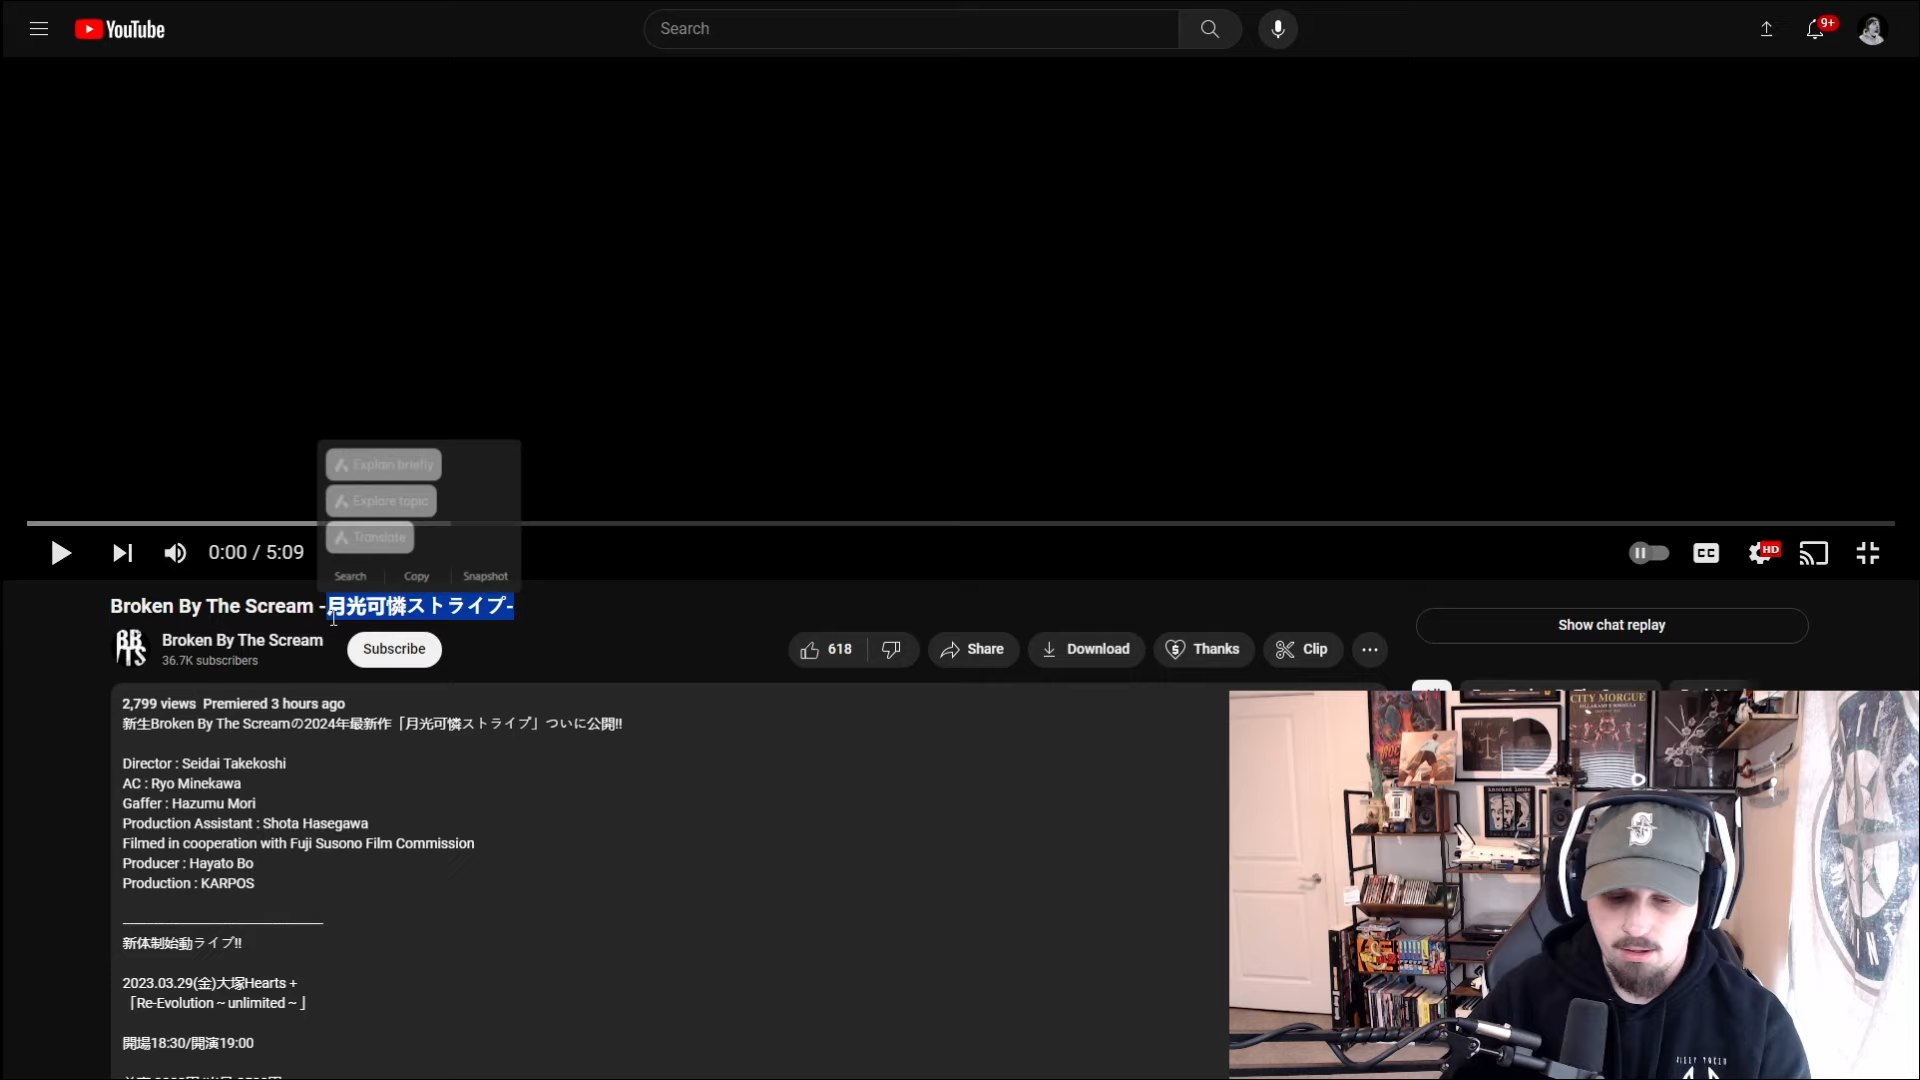 YouTube
Search
9+
Explain briefly
Explore topic
Translate
0:00 / 5:09
HD
Search Copy Snapshot
Broken By The Scream -月光可憐ストライプ-
Show chat replay
BBTS
Broken By The Scream
36.7K subscribers
Subscribe
618
Share
Download
Thanks
Clip
2,799 views Premiered 3 hours ago
新生Broken By The Screamの2024年最新作「月光可憐ストライプ」ついに公開!!
Director : Seidai Takekoshi
AC : Ryo Minekawa
Gaffer : Hazumu Mori
Production Assistant : Shota Hasegawa
Filmed in cooperation with Fuji Susono Film Commission
Producer : Hayato Bo
Production : KARPOS
新体制始動ライブ!!
2023.03.29(金)大塚Hearts +
「Re-Evolution ~ unlimited ~」
開場18:30/開演19:00
CITY MORGUE
S